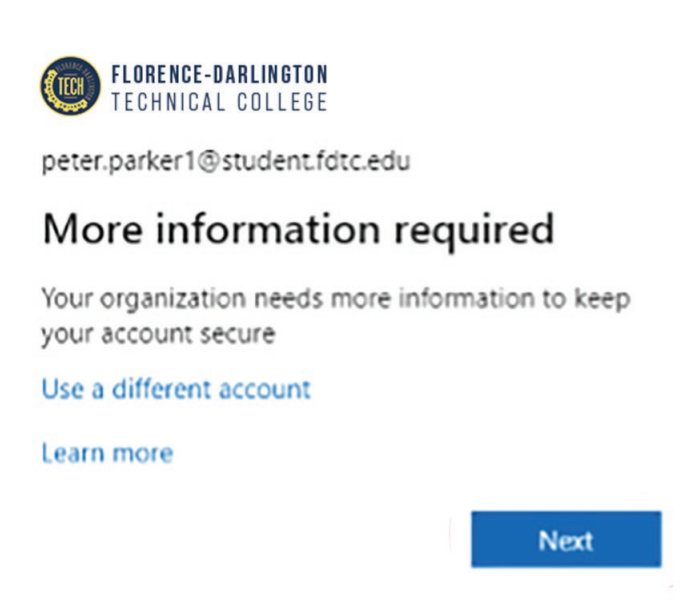 TECH
FLORENCE-DARLINGTON
TECHNICAL COLLEGE
peter.parker1@student.fdtc.edu
More information required
Your organization needs more information to keep
your account secure
Use a different account
Learn more
Next